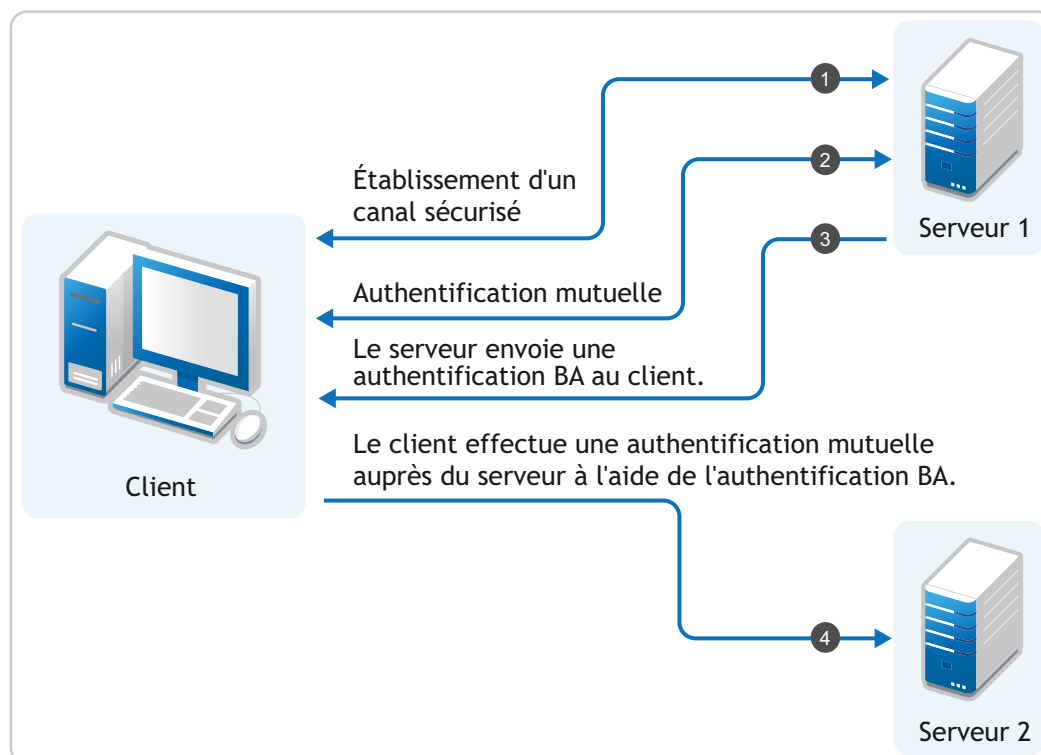 1
Serveur 1
2
Établissement d'un
canal sécurisé
3
Authentification mutuelle
Le serveur envoie une
authentification BA au client.
Client
Le client effectue une authentification mutuelle
auprès du serveur à l'aide de l'authentification BA.
4
Serveur 2